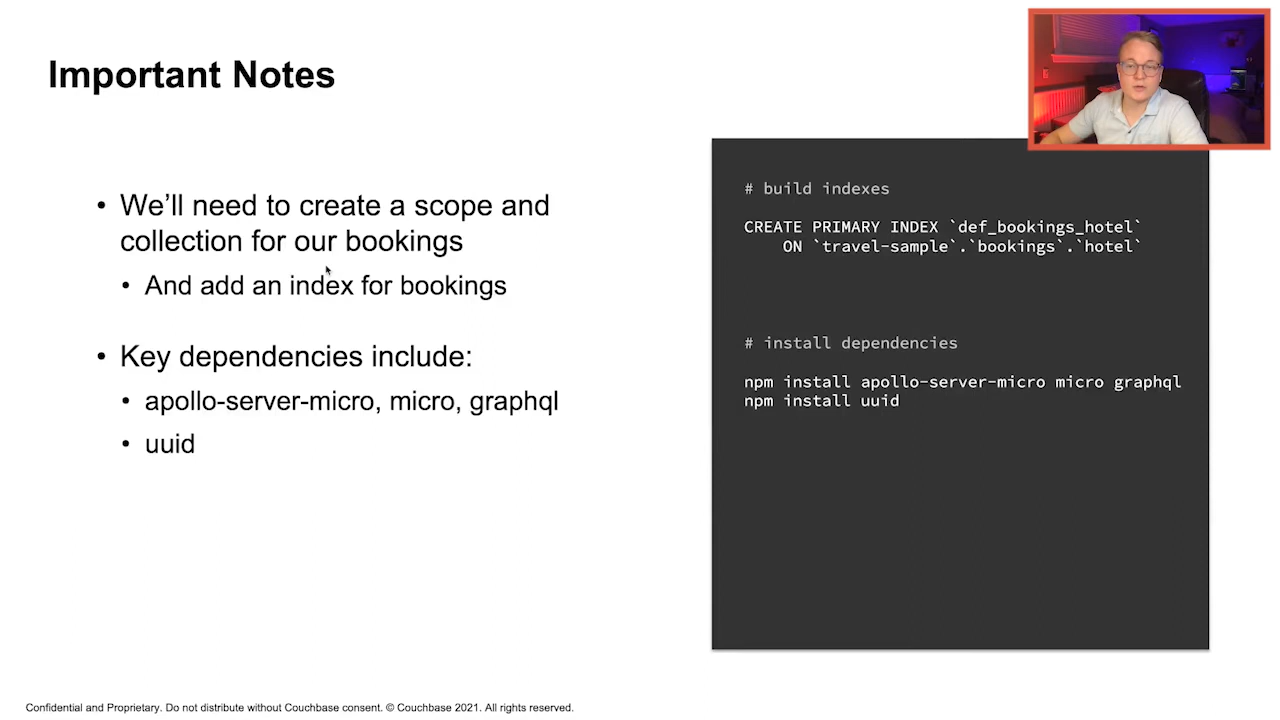 Important Notes
• We'll need to create a scope and
collection for our bookings
• And add an index for bookings
• Key dependencies include:
• apollo-server-micro, micro, graphql
• uuid
# build indexes
CREATE PRIMARY INDEX `def_bookings_hotel`
ON `travel-sample`.`bookings`.`hotel`
# install dependencies
npm install apollo-server-micro micro graphql
npm install uuid
Confidential and Proprietary. Do not distribute without Couchbase consent. © Couchbase 2021. All rights reserved.